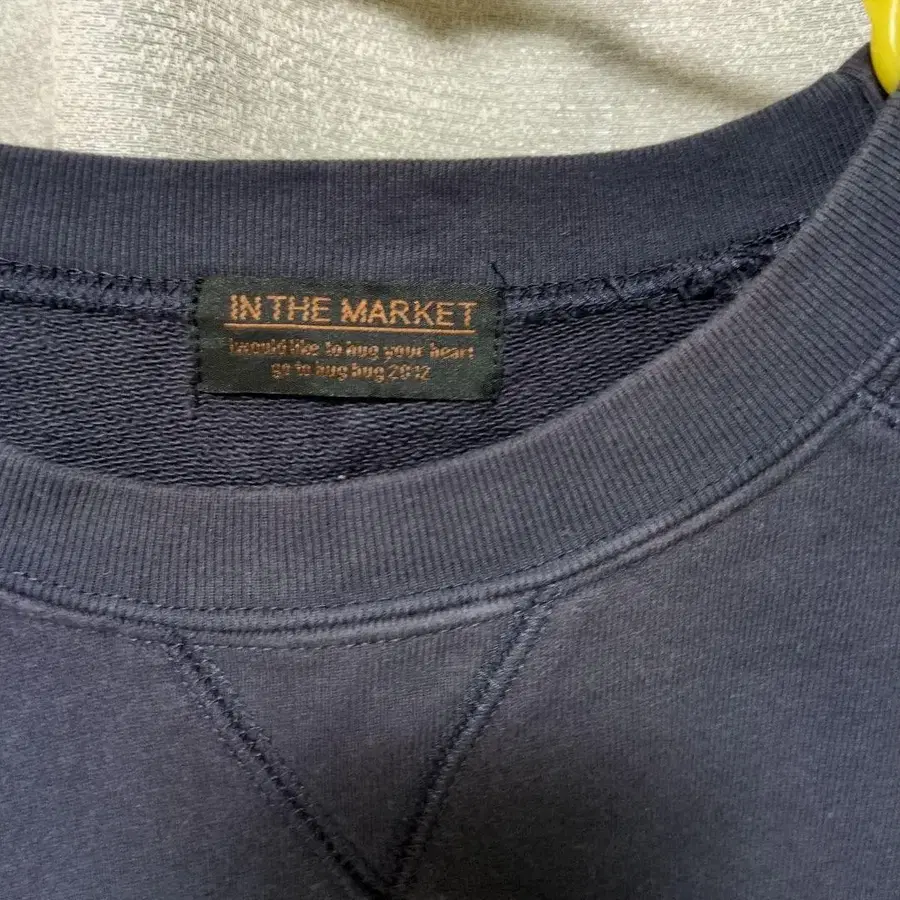 IN THE MARKET
I would like to hug your heart
go to hug hug 2012